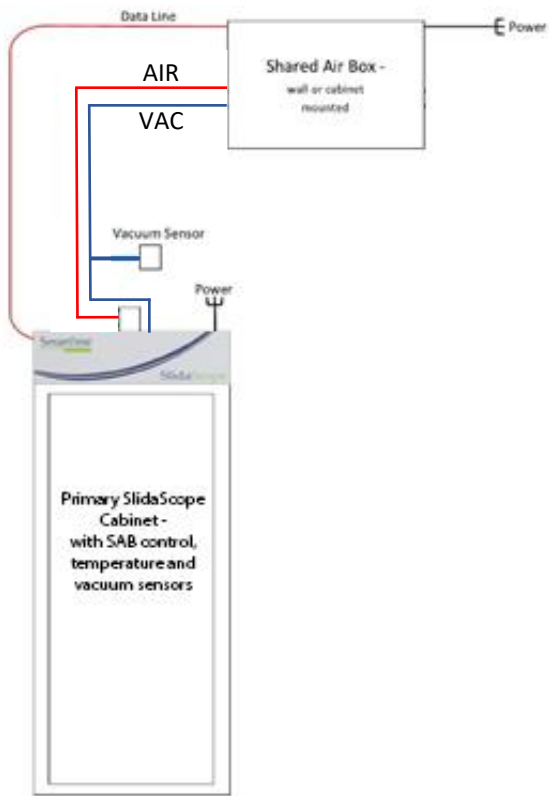 Data Line
Power
Shared Air Box -
wall or cabinet
mounted
AIR
VAC
Vacuum Sensor
Power
SlidaScope
Primary SlidaScope
Cabinet -
with SAB control,
temperature and
vacuum sensors